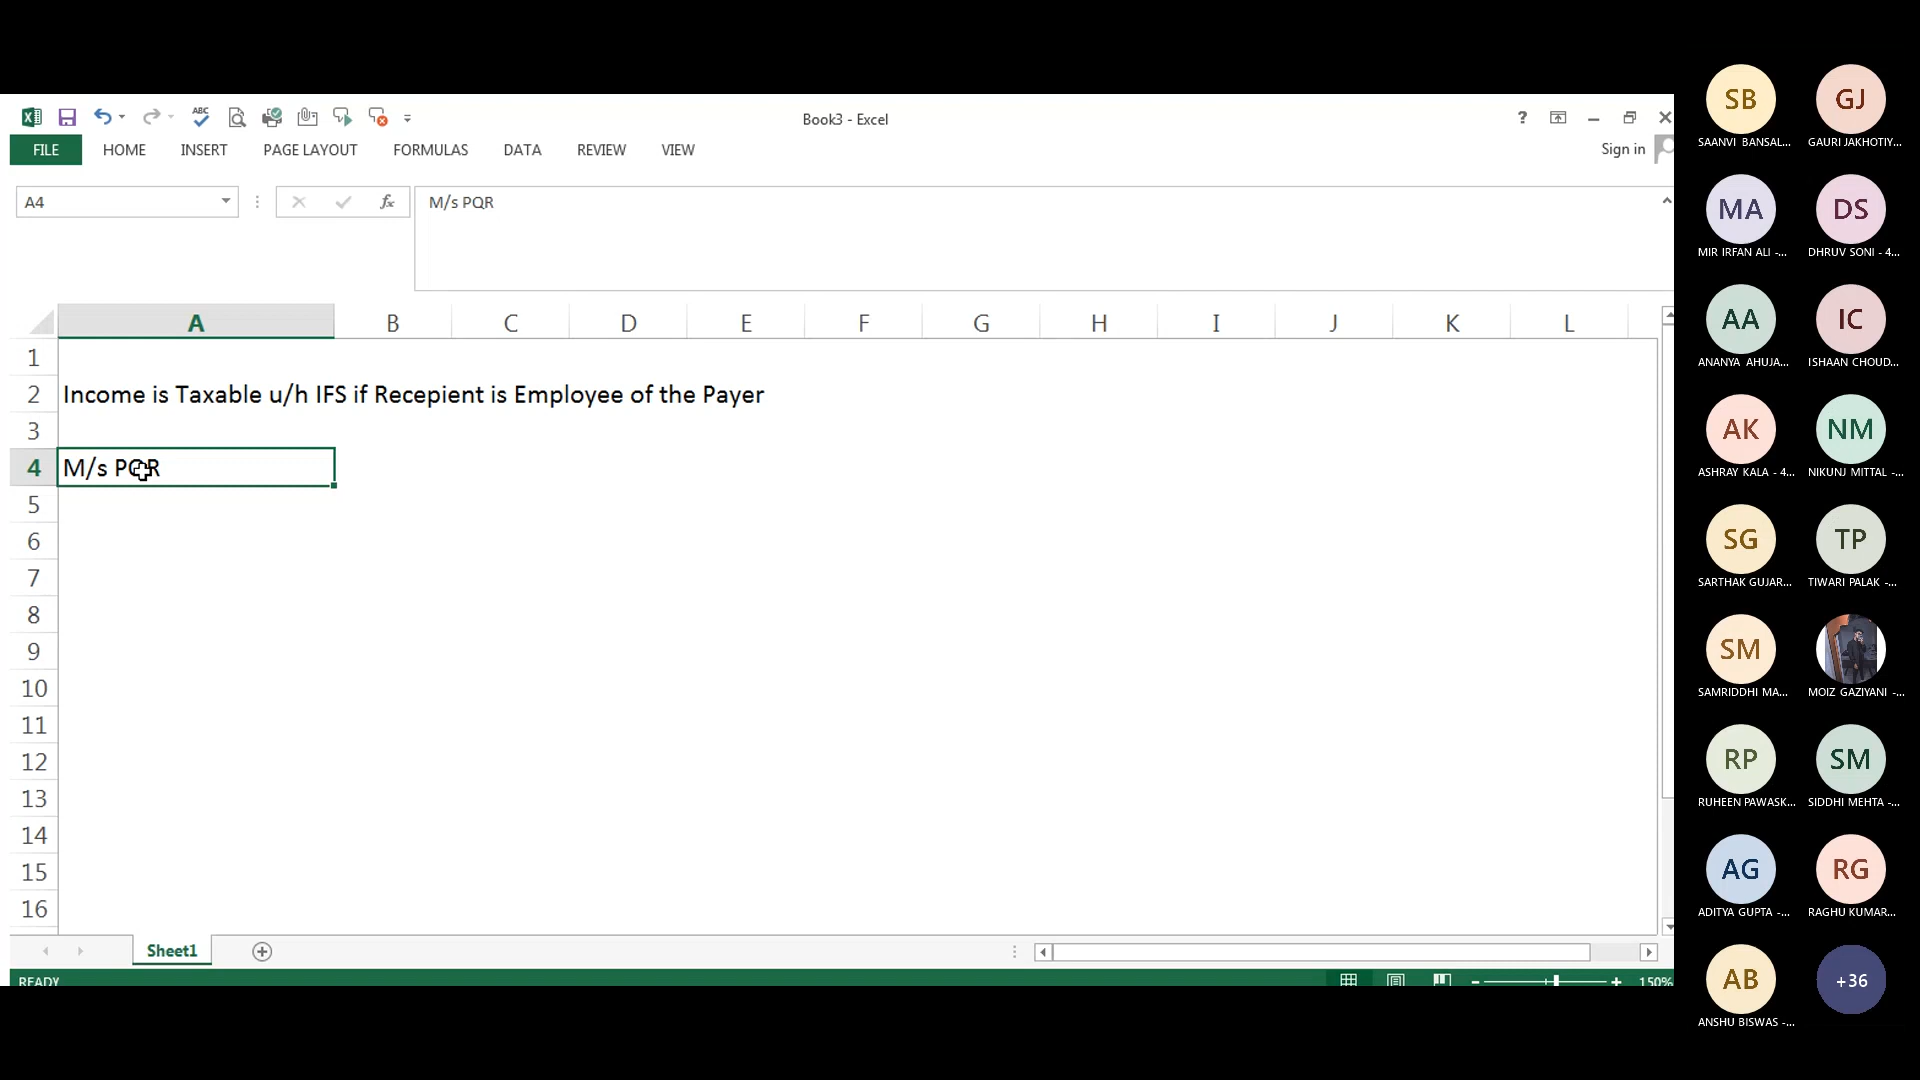 Book3 - Excel
?
FILE HOME INSERT PAGE LAYOUT FORMULAS DATA REVIEW VIEW
Sign in
A4
fx
M/s PQR
A B C D E F G H I J K L
1
2 Income is Taxable u/h IFS if Recepient is Employee of the Payer
3
4 M/s PQR
5
6
7
8
9
10
11
12
13
14
15
16
Sheet1
READY
150%
SB GJ
SAANVI BANSAL... GAURI JAKHOTIY...
MA DS
MIR IRFAN ALI -... DHRUV SONI - 4...
AA IC
ANANYA AHUJA... ISHAAN CHOUD...
AK NM
ASHRAY KALA - 4... NIKUNJ MITTAL -...
SG TP
SARTHAK GUJAR... TIWARI PALAK -...
SM
SAMRIDDHI MA... MOIZ GAZIYANI -...
RP SM
RUHEEN PAWASK... SIDDHI MEHTA -...
AG RG
ADITYA GUPTA -... RAGHU KUMAR...
AB +36
ANSHU BISWAS -...